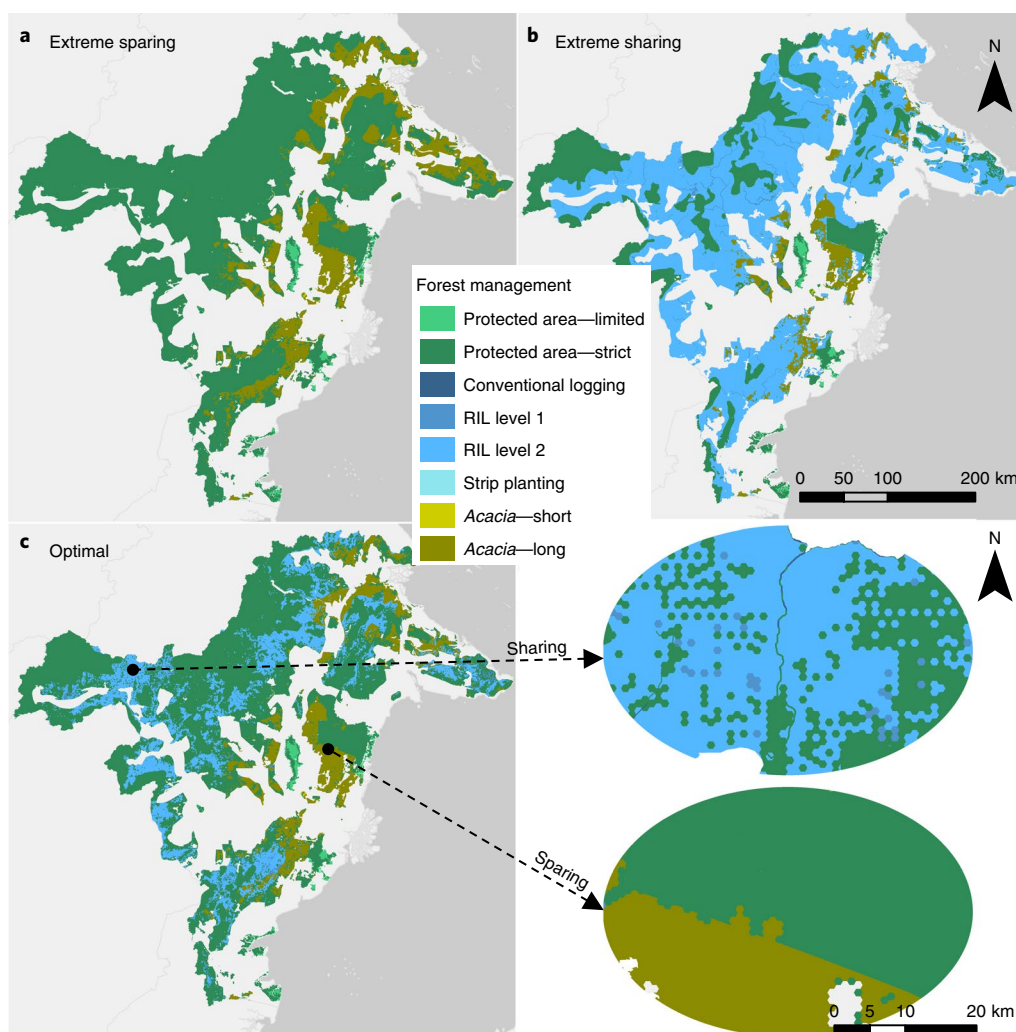 a Extreme sparing
b Extreme sharing
N
Forest management
Protected area—limited
Protected area—strict
Conventional logging
RIL level 1
RIL level 2
Strip planting
Acacia—short
Acacia—long
0 50 100 200 km
c Optimal
N
Sharing
Sparing
0 5 10 20 km